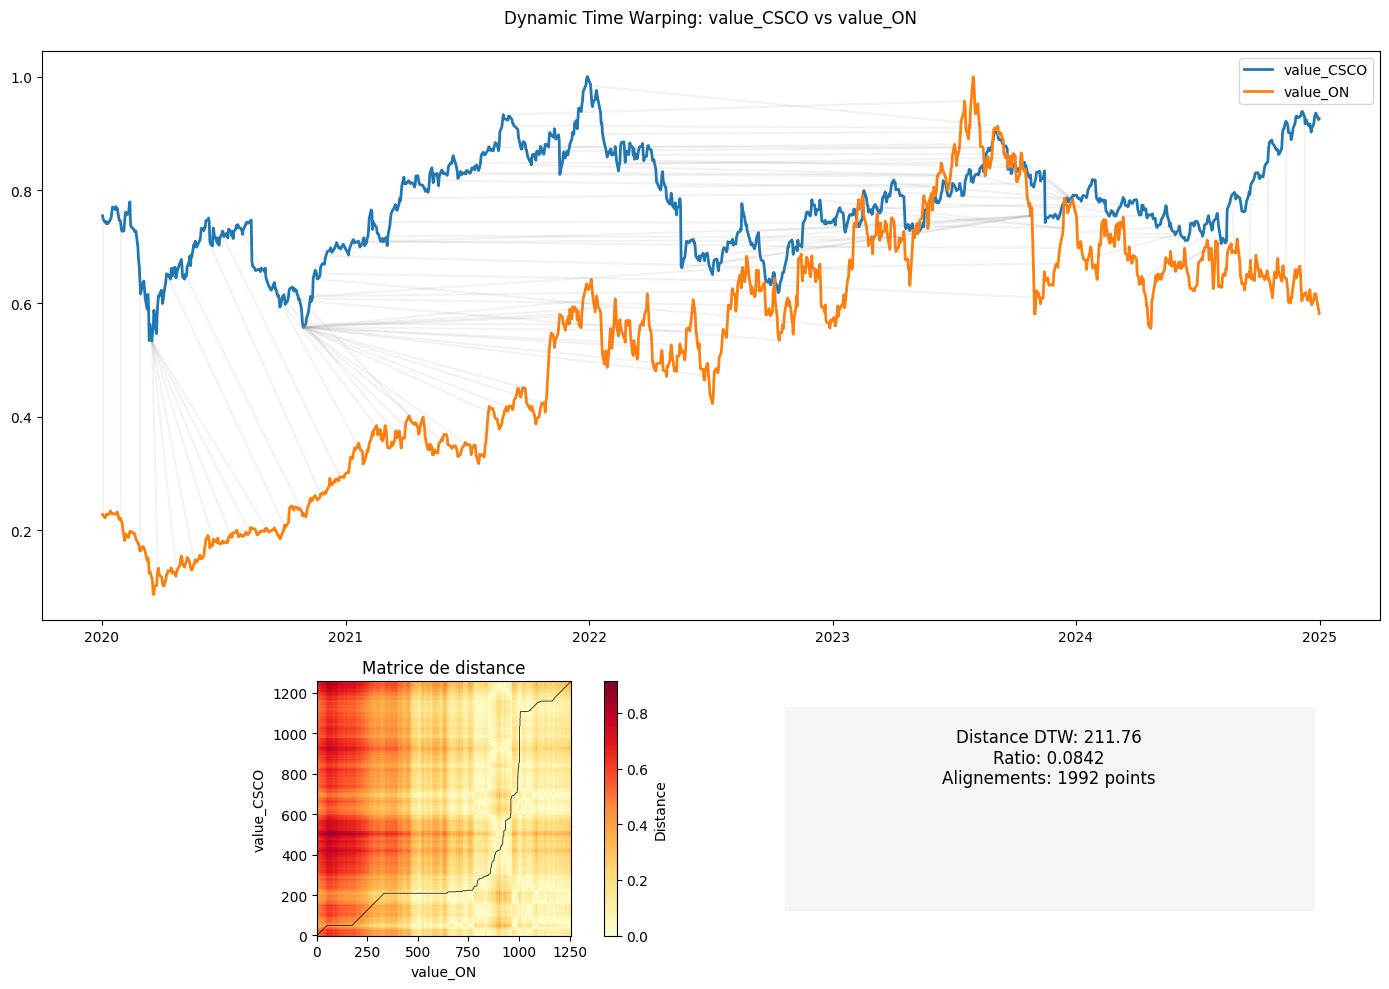 Dynamic Time Warping: value_CSCO vs value_ON
value_CSCO
value_ON
1.0
0.8
0.6
0.4
0.2
2020 2021 2022 2023 2024 2025
Matrice de distance
value_CSCO
1200
1000
800
600
400
200
0
0 250 500 750 1000 1250
value_ON
0.8
0.6
0.4
0.2
0.0
Distance
Distance DTW: 211.76
Ratio: 0.0842
Alignements: 1992 points